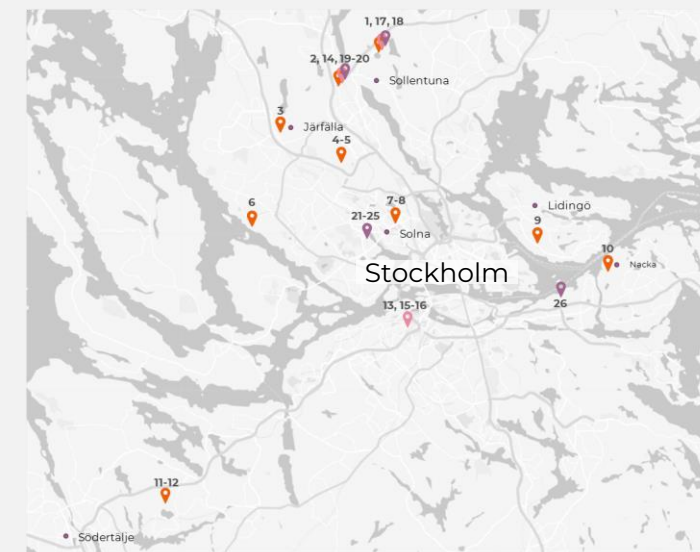 1, 17, 18
2, 14, 19-20
Sollentuna
3
Järfälla
4-5
6
7-8
21-25
Solna
Lidingö
9
10
Nacka
Stockholm
26
13, 15-16
11-12
Södertälje